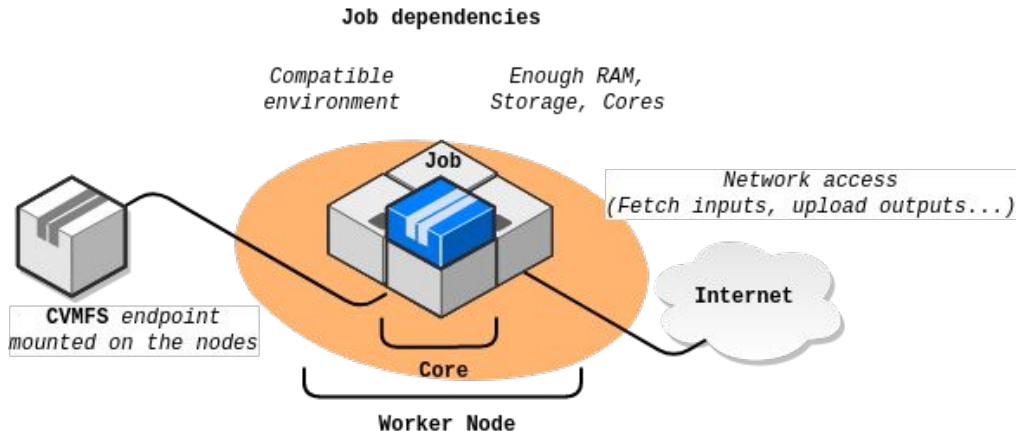 Job dependencies
Compatible
environment
Enough RAM,
Storage, Cores
Job
Network access
(Fetch inputs, upload outputs...)
Internet
CVMFS endpoint
mounted on the nodes
Core
Worker Node